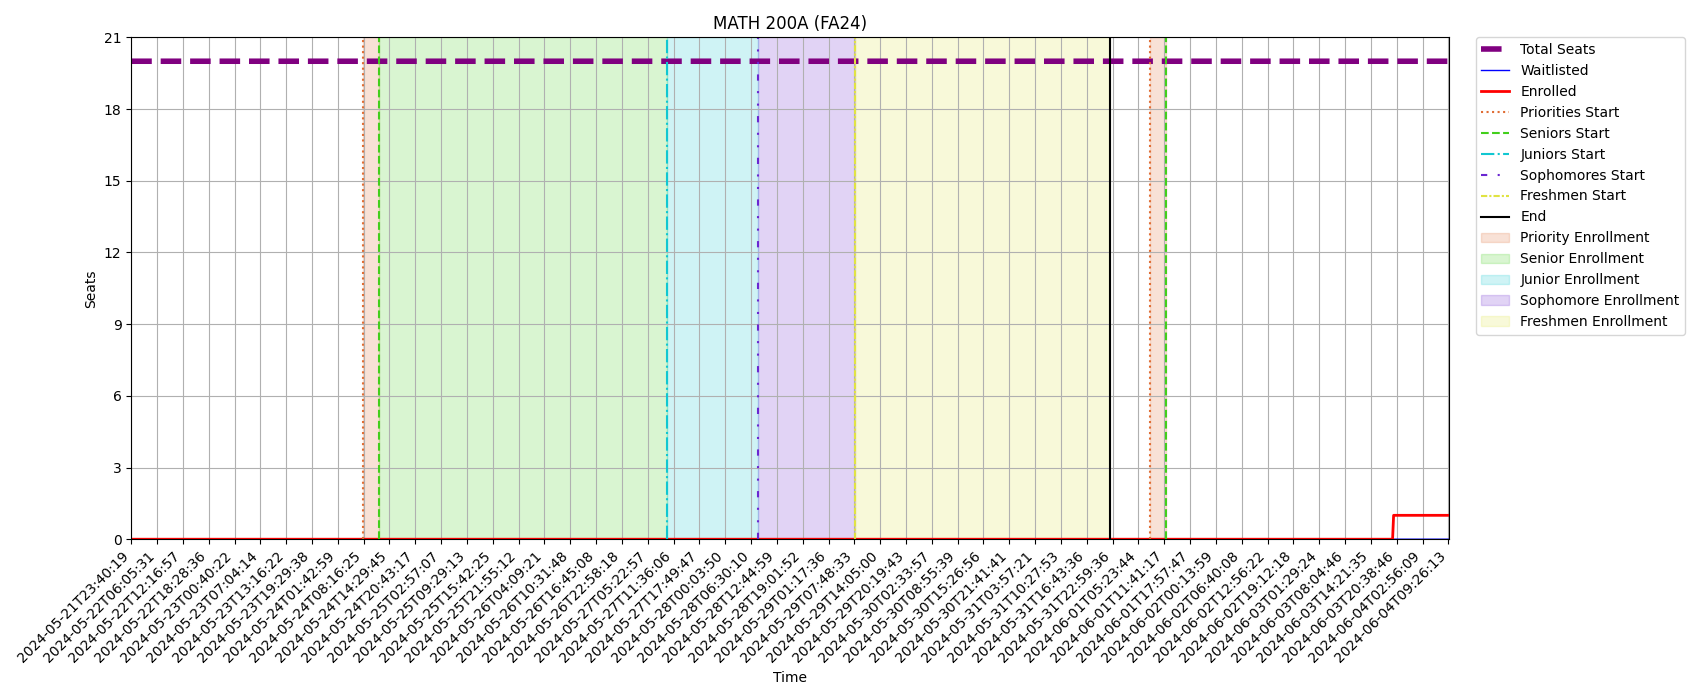 MATH 200A (FA24)
21
18
15
12
9
6
3
0
Seats
2024-05-21T23:40:19
2024-05-22T06:05:31
2024-05-22T12:16:57
2024-05-22T18:28:36
2024-05-23T00:40:22
2024-05-23T07:04:14
2024-05-23T13:16:22
2024-05-23T19:29:38
2024-05-24T01:42:59
2024-05-24T08:16:25
2024-05-24T14:29:45
2024-05-24T20:43:17
2024-05-25T02:57:07
2024-05-25T09:29:13
2024-05-25T15:42:25
2024-05-25T21:55:12
2024-05-26T04:09:21
2024-05-26T10:31:48
2024-05-26T16:45:08
2024-05-26T22:58:18
2024-05-27T05:22:57
2024-05-27T11:36:06
2024-05-27T17:49:47
2024-05-28T00:03:50
2024-05-28T06:30:10
2024-05-28T12:44:59
2024-05-28T19:01:52
2024-05-29T01:17:36
2024-05-29T07:48:33
2024-05-29T14:05:00
2024-05-29T20:19:43
2024-05-30T02:33:57
2024-05-30T08:55:39
2024-05-30T15:26:56
2024-05-30T21:41:41
2024-05-31T03:57:21
2024-05-31T10:27:53
2024-05-31T16:43:36
2024-05-31T22:59:36
2024-06-01T05:23:44
2024-06-01T11:41:17
2024-06-01T17:57:47
2024-06-02T00:13:59
2024-06-02T06:40:08
2024-06-02T12:56:22
2024-06-02T19:12:18
2024-06-03T01:29:24
2024-06-03T08:04:46
2024-06-03T14:21:35
2024-06-03T20:38:46
2024-06-04T02:56:09
2024-06-04T09:26:13
Time
Total Seats
Waitlisted
Enrolled
Priorities Start
Seniors Start
Juniors Start
Sophomores Start
Freshmen Start
End
Priority Enrollment
Senior Enrollment
Junior Enrollment
Sophomore Enrollment
Freshmen Enrollment